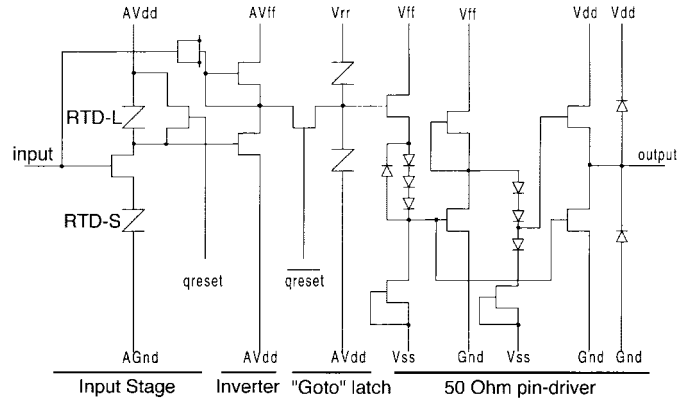 AVdd AVff Vrr Vff Vff Vdd Vdd
RTD-L
input
output
RTD-S
qreset qreset
AGnd AVdd AVdd Vss Gnd Vss Gnd Gnd
Input Stage Inverter "Goto" latch 50 Ohm pin-driver